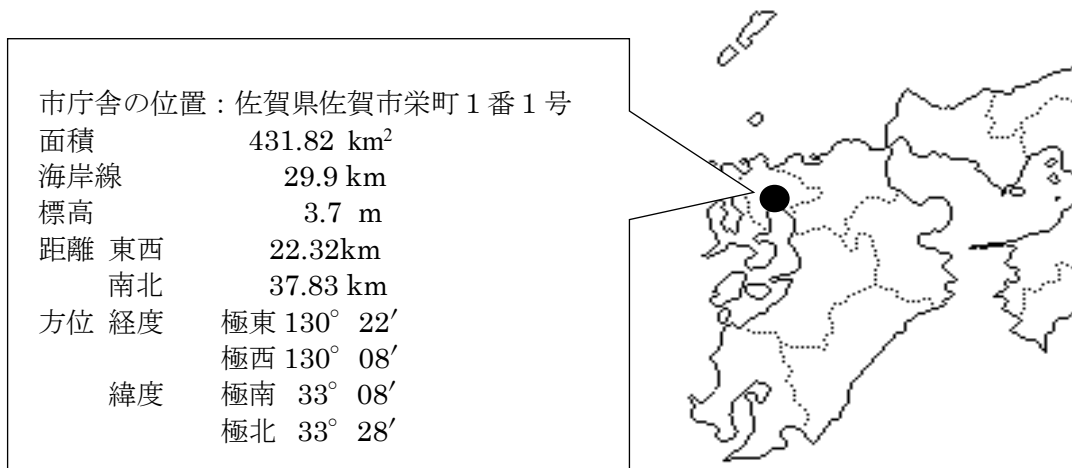 市庁舎の位置：佐賀県佐賀市栄町１番１号
面積 431.82 km²
海岸線 29.9 km
標高 3.7 m
距離 東西 22.32km
南北 37.83 km
方位 経度 極東 130° 22′
極西 130° 08′
緯度 極南 33° 08′
極北 33° 28′